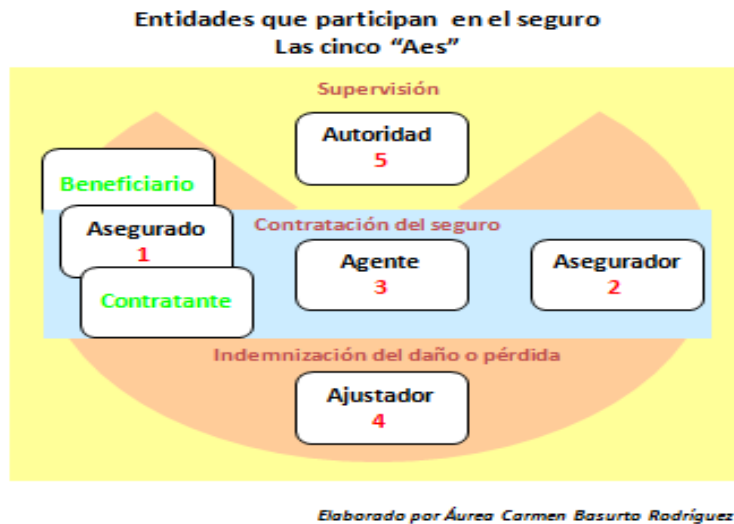 Entidades que participan en el seguro
Las cinco “Aes”
Supervisión
Autoridad
5
Beneficiario
Asegurado
1
Contratante
Contratación del seguro
Agente
3
Asegurador
2
Indemnización del daño o pérdida
Ajustador
4
Elaborado por Áurea Carmen Basurto Rodríguez